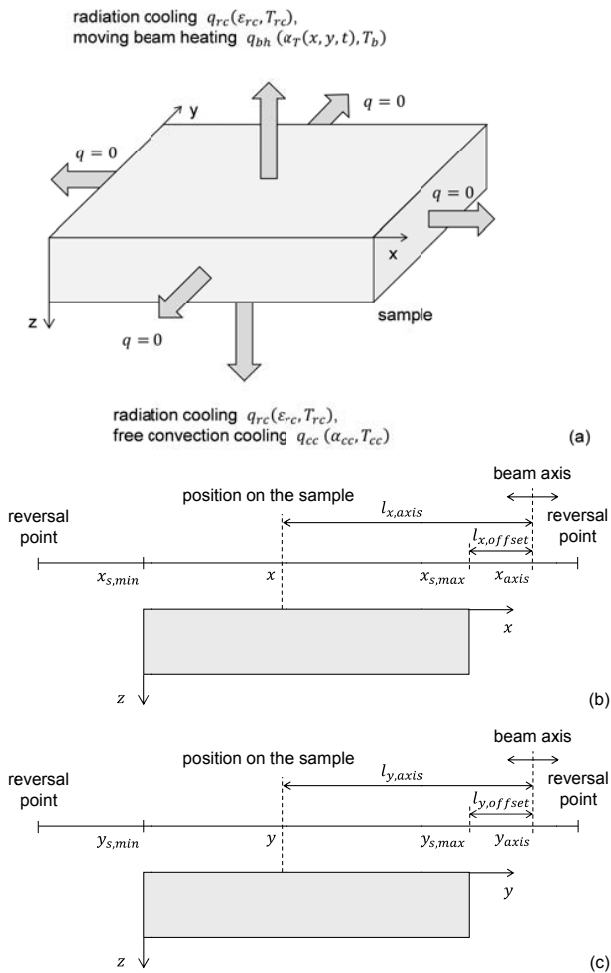 radiation cooling q_rc(ε_rc, T_rc),
moving beam heating q_bh (α_T(x, y, t), T_b)
q = 0
y
q = 0
q = 0
x
z
sample
q = 0
radiation cooling q_rc(ε_rc, T_rc),
free convection cooling q_cc (α_cc, T_cc)
(a)
beam axis
position on the sample
l_x,axis
reversal
point
reversal
point
l_x,offset
x_s,min
x
x_s,max
x_axis
x
z
(b)
beam axis
position on the sample
l_y,axis
reversal
point
reversal
point
l_y,offset
y_s,min
y
y_s,max
y_axis
y
z
(c)